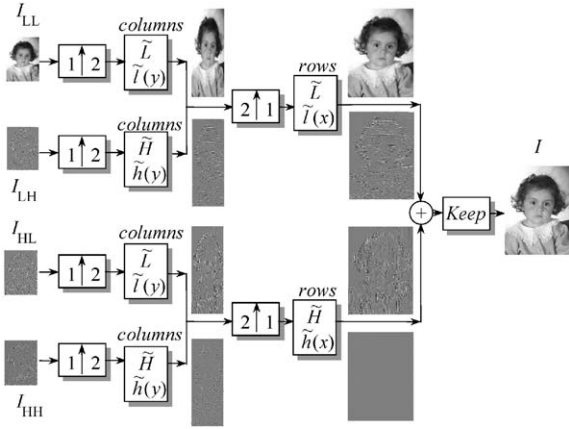 I_LL
columns
1↑2
L̃
l̃(y)
columns
1↑2
H̃
h̃(y)
I_LH
2↑1
rows
L̃
l̃(x)
I_HL
columns
1↑2
L̃
l̃(y)
columns
1↑2
H̃
h̃(y)
I_HH
2↑1
rows
H̃
h̃(x)
+
Keep
I